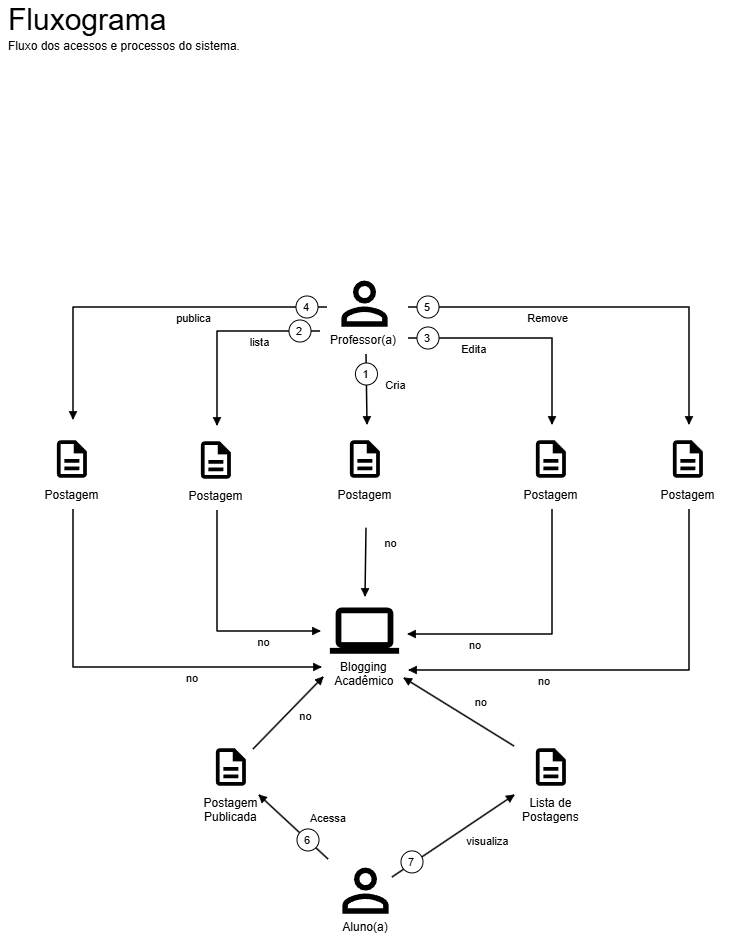 Fluxograma
Fluxo dos acessos e processos do sistema.
4
5
publica
Remove
2
3
lista
Professor(a)
Edita
1
Cria
Postagem
Postagem
Postagem
Postagem
Postagem
no
no
no
Blogging
Acadêmico
no
no
no
no
Postagem
Publicada
Lista de
Postagens
Acessa
6
visualiza
7
Aluno(a)